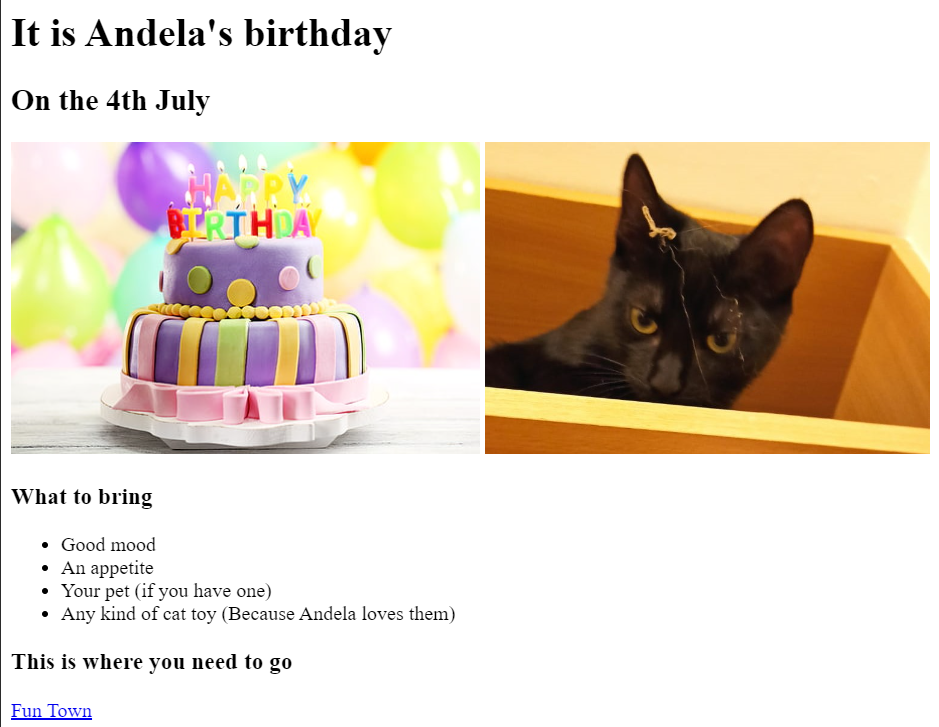 It is Andela's birthday
On the 4th July
HAPPY
BIRTHDAY
What to bring
Good mood
An appetite
Your pet (if you have one)
Any kind of cat toy (Because Andela loves them)
This is where you need to go
Fun Town